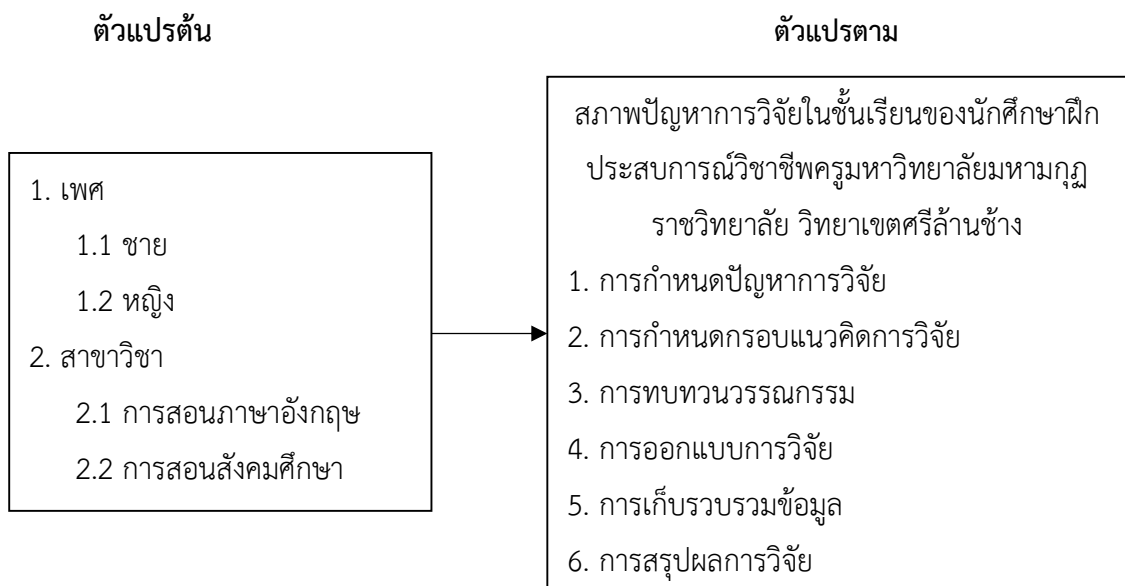 ตัวแปรต้น
ตัวแปรตาม
1. เพศ
1.1 ชาย
1.2 หญิง
2. สาขาวิชา
2.1 การสอนภาษาอังกฤษ
2.2 การสอนสังคมศึกษา
สภาพปัญหาการวิจัยในชั้นเรียนของนักศึกษาฝึก
ประสบการณ์วิชาชีพครูมหาวิทยาลัยมหามกุฏ
ราชวิทยาลัย วิทยาเขตศรีล้านช้าง
1. การกำหนดปัญหาการวิจัย
2. การกำหนดกรอบแนวคิดการวิจัย
3. การทบทวนวรรณกรรม
4. การออกแบบการวิจัย
5. การเก็บรวบรวมข้อมูล
6. การสรุปผลการวิจัย